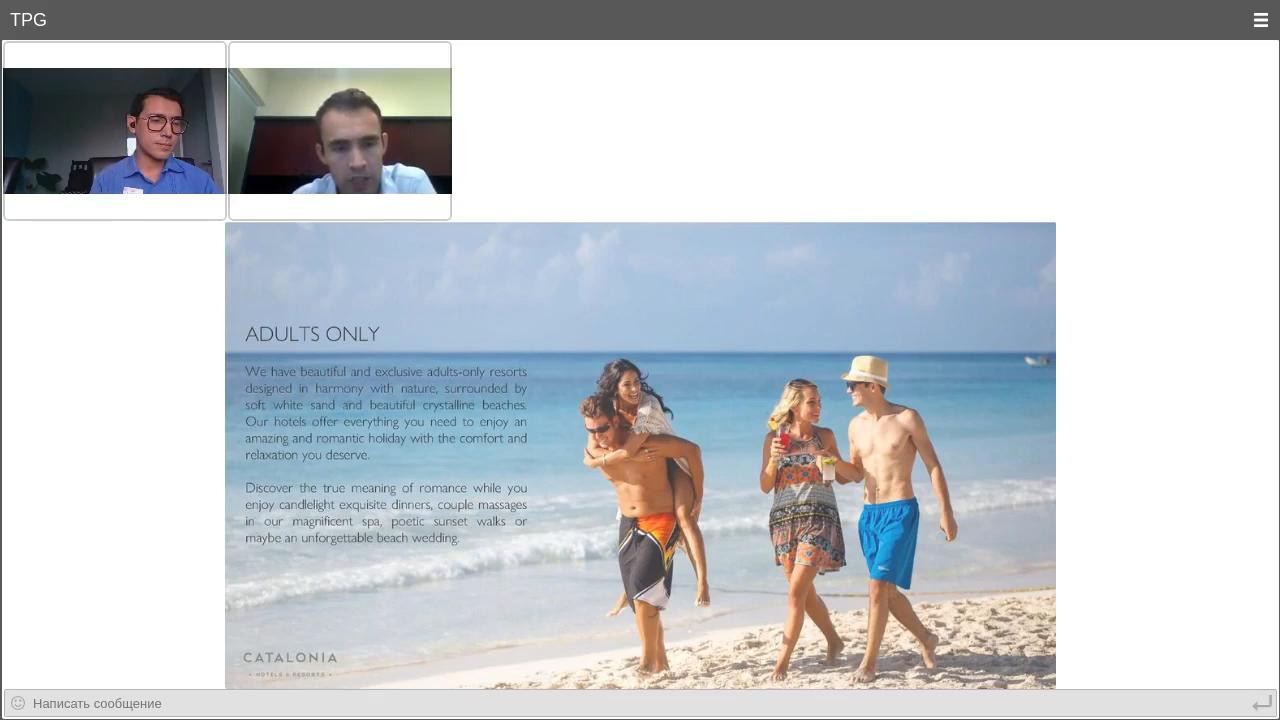 TPG
ADULTS ONLY
We have beautiful and exclusive adults-only resorts
designed in harmony with nature, surrounded by
soft white sand and beautiful crystalline beaches.
Our hotels offer everything you need to enjoy an
amazing and romantic holiday with the comfort and
relaxation you deserve.
Discover the true meaning of romance while you
enjoy candlelight exquisite dinners, couple massages
in our magnificent spa, poetic sunset walks or
maybe an unforgettable beach wedding.
CATALONIA
HOTELS & RESORTS
Написать сообщение